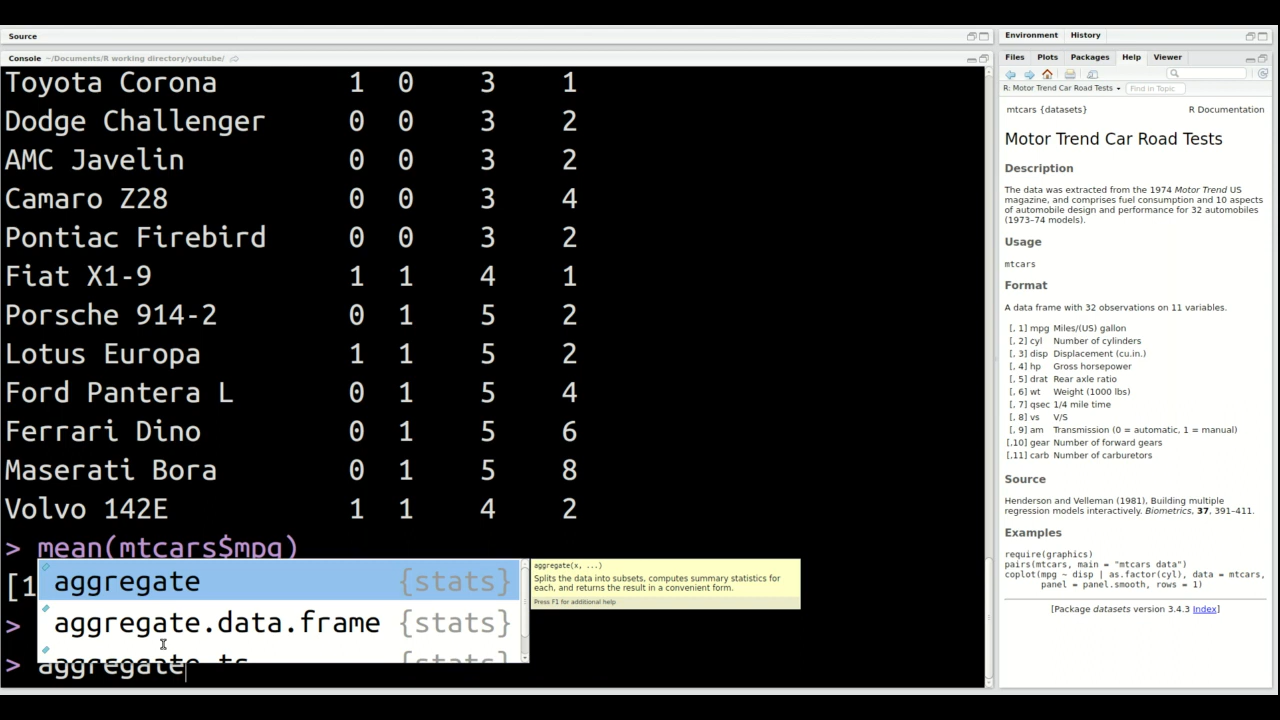 Source
Console ~/Documents/R working directory/youtube/
Toyota Corona 1 0 3 1
Dodge Challenger 0 0 3 2
AMC Javelin 0 0 3 2
Camaro Z28 0 0 3 4
Pontiac Firebird 0 0 3 2
Fiat X1-9 1 1 4 1
Porsche 914-2 0 1 5 2
Lotus Europa 1 1 5 2
Ford Pantera L 0 1 5 4
Ferrari Dino 0 1 5 6
Maserati Bora 0 1 5 8
Volvo 142E 1 1 4 2
> mean(mtcars$mpg)
[1
>
> aggregate
aggregate {stats}
aggregate.data.frame {stats}
aggregate.ts {stats}
aggregate(x, ...)
Splits the data into subsets, computes summary statistics for
each, and returns the result in a convenient form.
Press F1 for additional help
Environment History
Files Plots Packages Help Viewer
R: Motor Trend Car Road Tests Find in Topic
mtcars {datasets} R Documentation
Motor Trend Car Road Tests
Description
The data was extracted from the 1974 Motor Trend US
magazine, and comprises fuel consumption and 10 aspects
of automobile design and performance for 32 automobiles
(1973–74 models).
Usage
mtcars
Format
A data frame with 32 observations on 11 variables.
[, 1] mpg Miles/(US) gallon
[, 2] cyl Number of cylinders
[, 3] disp Displacement (cu.in.)
[, 4] hp Gross horsepower
[, 5] drat Rear axle ratio
[, 6] wt Weight (1000 lbs)
[, 7] qsec 1/4 mile time
[, 8] vs V/S
[, 9] am Transmission (0 = automatic, 1 = manual)
[,10] gear Number of forward gears
[,11] carb Number of carburetors
Source
Henderson and Velleman (1981), Building multiple
regression models interactively. Biometrics, 37, 391–411.
Examples
require(graphics)
pairs(mtcars, main = "mtcars data")
coplot(mpg ~ disp | as.factor(cyl), data = mtcars,
panel = panel.smooth, rows = 1)
[Package datasets version 3.4.3 Index]